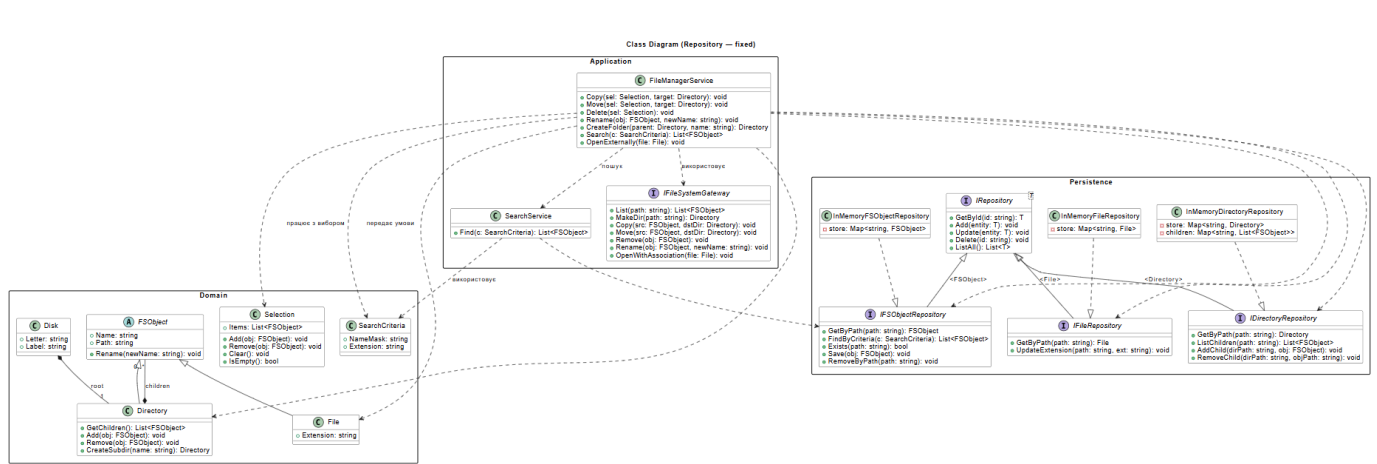 Class Diagram (Repository — fixed)
Application
C FileManagerService
Copy(sel: Selection, target: Directory): void
Move(sel: Selection, target: Directory): void
Delete(sel: Selection): void
Rename(obj: FSObject, newName: string): void
CreateFolder(parent: Directory, name: string): Directory
Search(c: SearchCriteria): List<FSObject>
OpenExternally(file: File): void
пошук
використовує
I IFileSystemGateway
List(path: string): List<FSObject>
MakeDir(path: string): Directory
Copy(src: FSObject, dstDir: Directory): void
Move(src: FSObject, dstDir: Directory): void
Remove(obj: FSObject): void
Rename(obj: FSObject, newName: string): void
OpenWithAssociation(file: File): void
C SearchService
Find(c: SearchCriteria): List<FSObject>
працює з вибором
передає умови
використовує
Persistence
I IRepository
T
GetById(id: string): T
Add(entity: T): void
Update(entity: T): void
Delete(id: string): void
ListAll(): List<T>
C InMemoryFSObjectRepository
store: Map<string, FSObject>
C InMemoryFileRepository
store: Map<string, File>
C InMemoryDirectoryRepository
store: Map<string, Directory>
children: Map<string, List<FSObject>>
<FSObject>
<File>
<Directory>
I IFSObjectRepository
GetByPath(path: string): FSObject
FindByCriteria(c: SearchCriteria): List<FSObject>
Exists(path: string): bool
Save(obj: FSObject): void
RemoveByPath(path: string): void
I IFileRepository
GetByPath(path: string): File
UpdateExtension(path: string, ext: string): void
I IDirectoryRepository
GetByPath(path: string): Directory
ListChildren(path: string): List<FSObject>
AddChild(dirPath: string, obj: FSObject): void
RemoveChild(dirPath: string, objPath: string): void
Domain
C Disk
Letter: string
Label: string
A FSObject
Name: string
Path: string
Rename(newName: string): void
C Selection
Items: List<FSObject>
Add(obj: FSObject): void
Remove(obj: FSObject): void
Clear(): void
IsEmpty(): bool
C SearchCriteria
NameMask: string
Extension: string
root
children
C Directory
GetChildren(): List<FSObject>
Add(obj: FSObject): void
Remove(obj: FSObject): void
CreateSubdir(name: string): Directory
C File
Extension: string